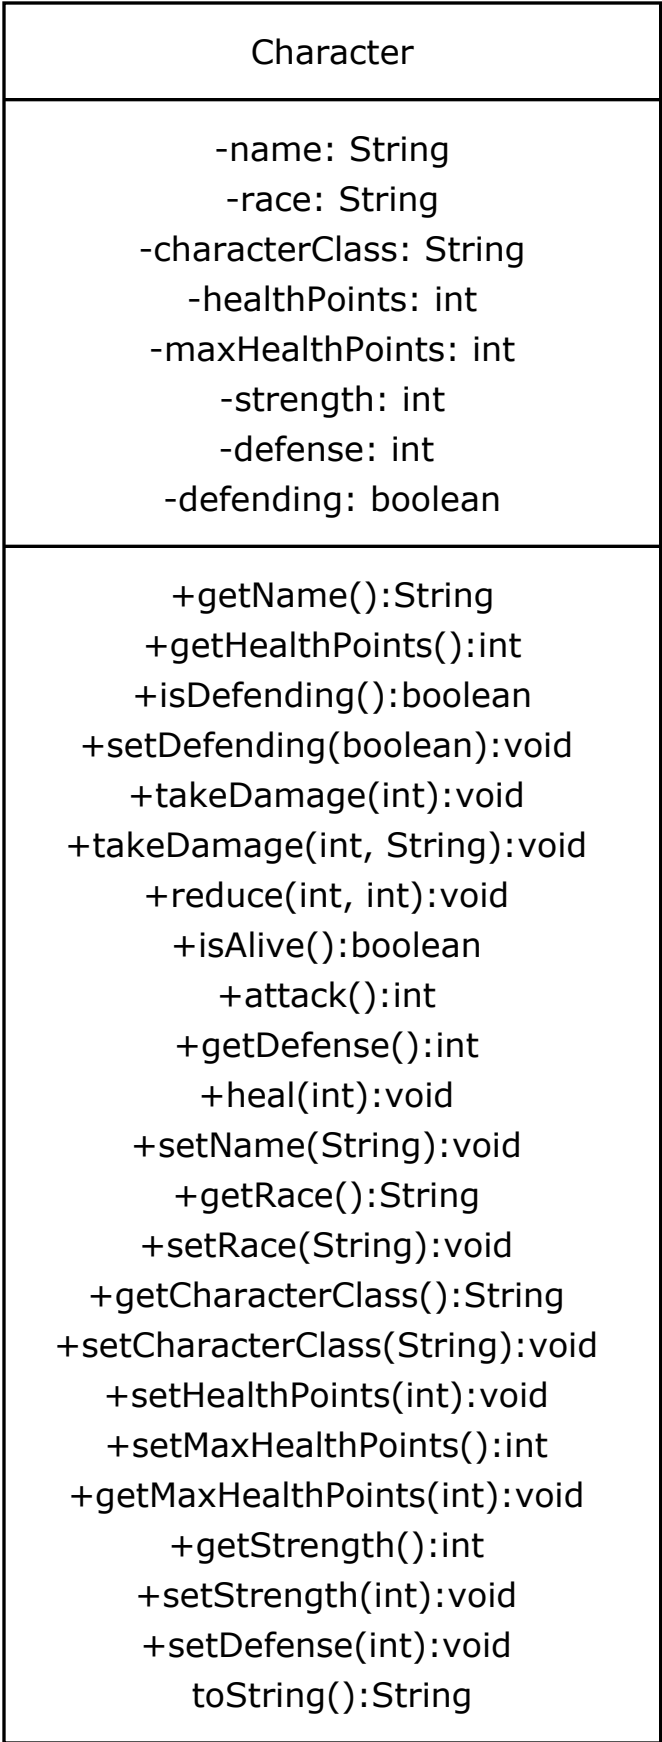 Character
-name: String
-race: String
-characterClass: String
-healthPoints: int
-maxHealthPoints: int
-strength: int
-defense: int
-defending: boolean
+getName():String
+getHealthPoints():int
+isDefending():boolean
+setDefending(boolean):void
+takeDamage(int):void
+takeDamage(int, String):void
+reduce(int, int):void
+isAlive():boolean
+attack():int
+getDefense():int
+heal(int):void
+setName(String):void
+getRace():String
+setRace(String):void
+getCharacterClass():String
+setCharacterClass(String):void
+setHealthPoints(int):void
+setMaxHealthPoints():int
+getMaxHealthPoints(int):void
+getStrength():int
+setStrength(int):void
+setDefense(int):void
toString():String